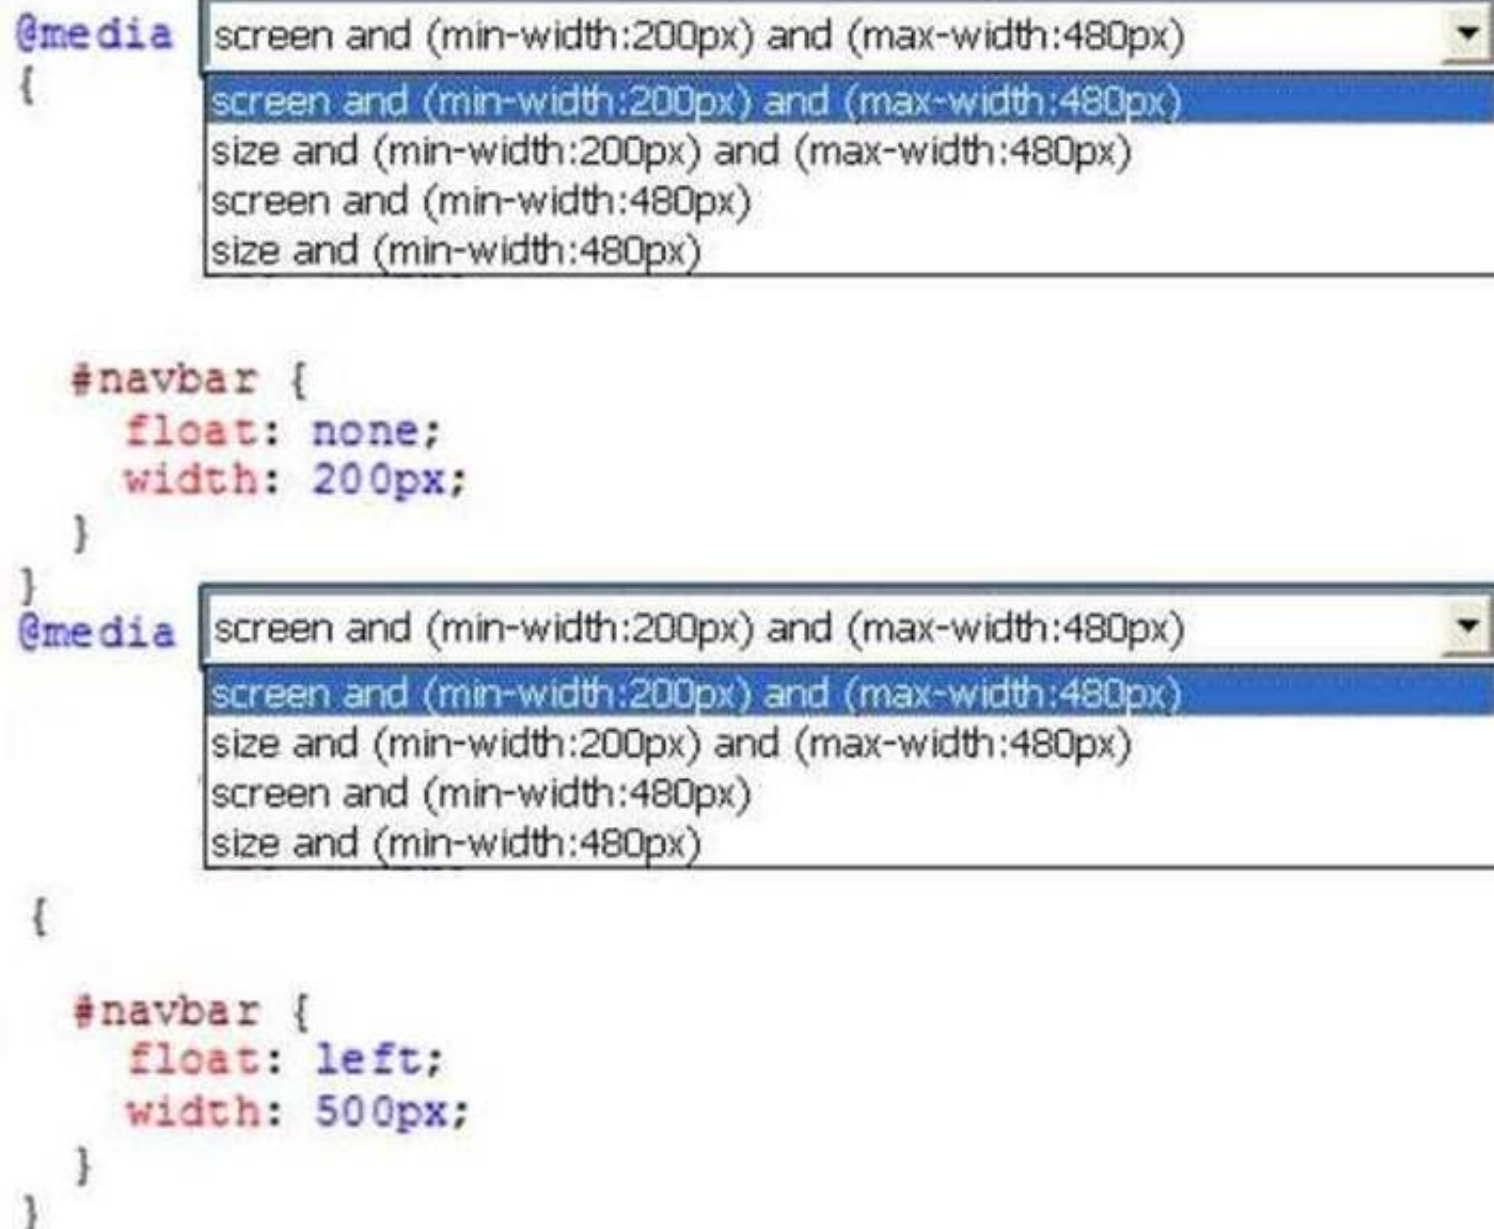 @media screen and (min-width:200px) and (max-width:480px)
{
screen and (min-width:200px) and (max-width:480px)
size and (min-width:200px) and (max-width:480px)
screen and (min-width:480px)
size and (min-width:480px)
#navbar {
float: none;
width: 200px;
}
}
@media screen and (min-width:200px) and (max-width:480px)
screen and (min-width:200px) and (max-width:480px)
size and (min-width:200px) and (max-width:480px)
screen and (min-width:480px)
size and (min-width:480px)
{
#navbar {
float: left;
width: 500px;
}
}